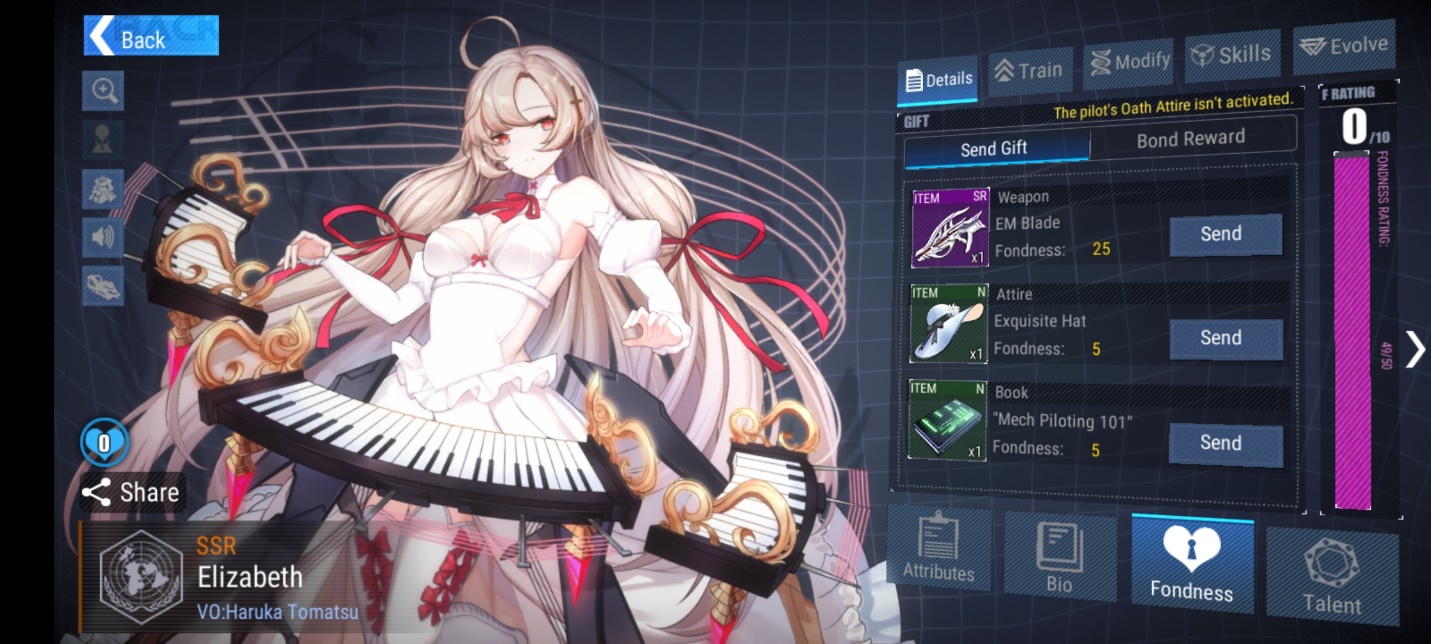 Back
Details
Train
Modify
Skills
Evolve
GIFT
The pilot's Oath Attire isn't activated.
F RATING
0/10
Send Gift
Bond Reward
ITEM SR
x1
Weapon
EM Blade
Fondness: 25
Send
ITEM N
x1
Attire
Exquisite Hat
Fondness: 5
Send
ITEM N
x1
Book
"Mech Piloting 101"
Fondness: 5
Send
FONDNESS RATING:
49/50
0
Share
SSR
Elizabeth
VO:Haruka Tomatsu
Attributes
Bio
Fondness
Talent